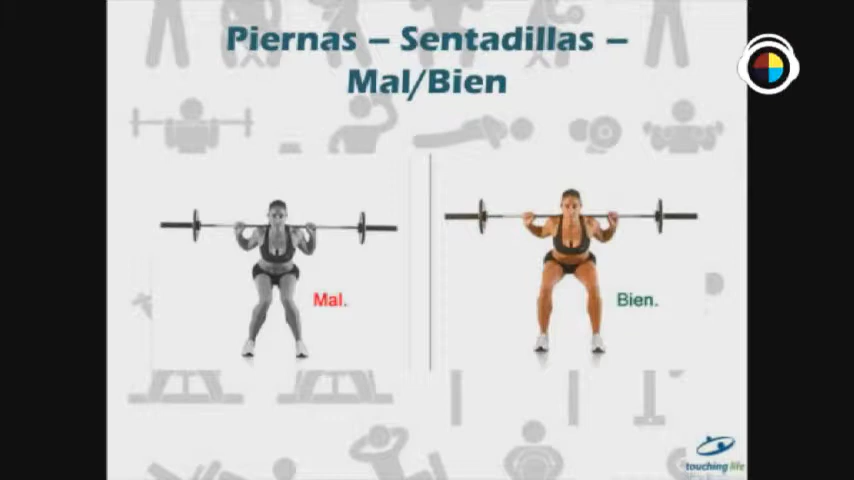 Piernas – Sentadillas –
Mal/Bien
Mal.
Bien.
touching life